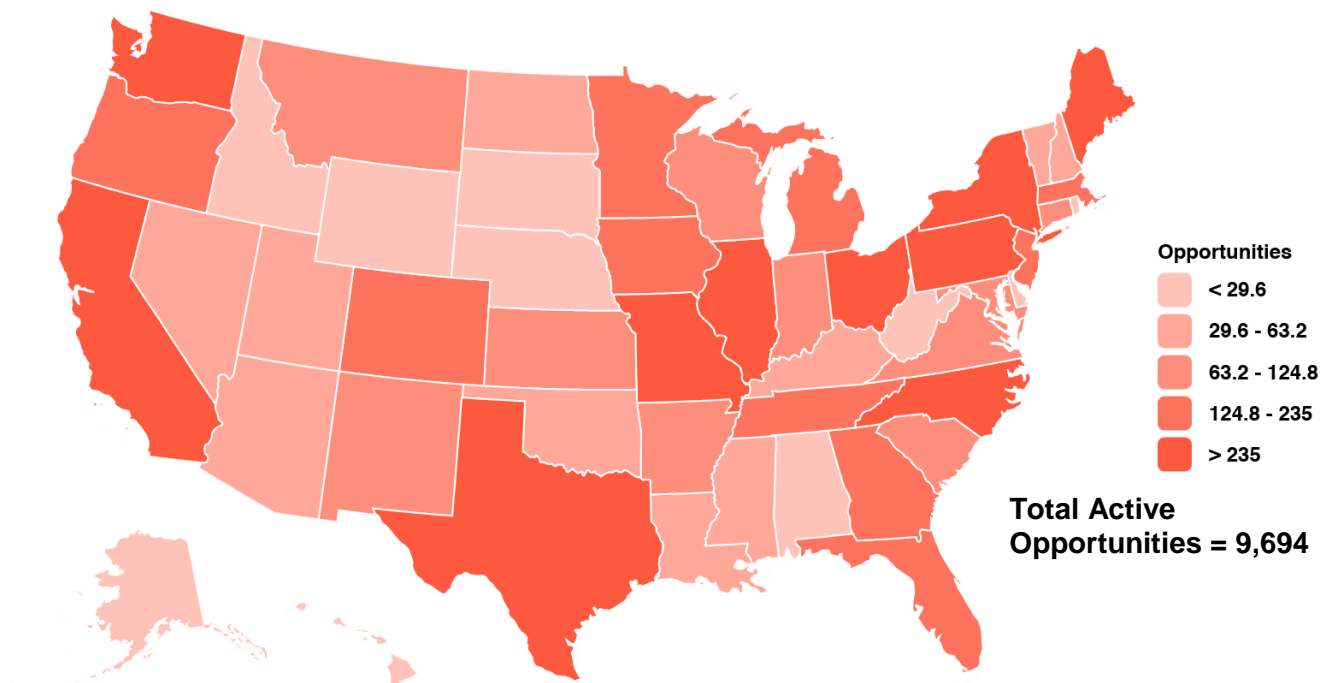 Opportunities
< 29.6
29.6 - 63.2
63.2 - 124.8
124.8 - 235
> 235
Total Active
Opportunities = 9,694